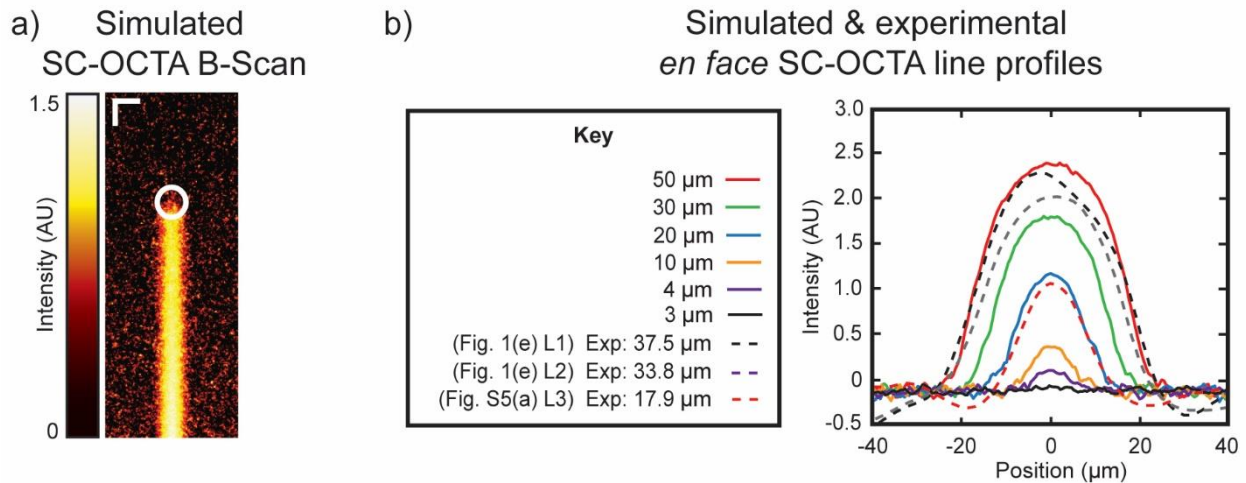 a)
Simulated
SC-OCTA B-Scan
1.5
Intensity (AU)
0
b)
Simulated & experimental
en face SC-OCTA line profiles
Key
50 µm
30 µm
20 µm
10 µm
4 µm
3 µm
(Fig. 1(e) L1) Exp: 37.5 µm
(Fig. 1(e) L2) Exp: 33.8 µm
(Fig. S5(a) L3) Exp: 17.9 µm
Intensity (AU)
3.0
2.5
2.0
1.5
1.0
0.5
0
-0.5
-40 -20 0 20 40
Position (µm)